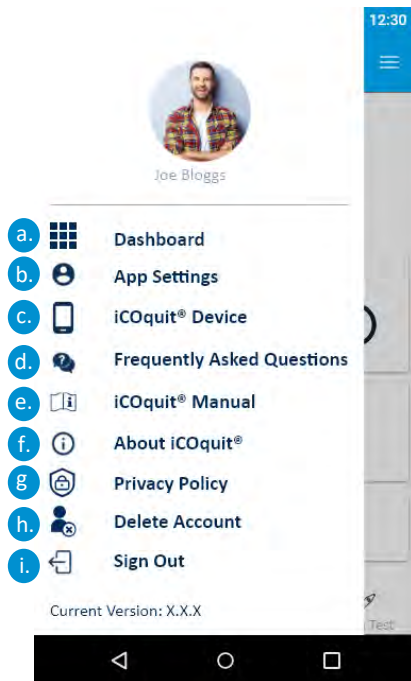 12:30
Joe Bloggs
a. Dashboard
b. App Settings
c. iCOquit® Device
d. Frequently Asked Questions
e. iCOquit® Manual
f. About iCOquit®
g Privacy Policy
h. Delete Account
i. Sign Out
Current Version: X.X.X
Test